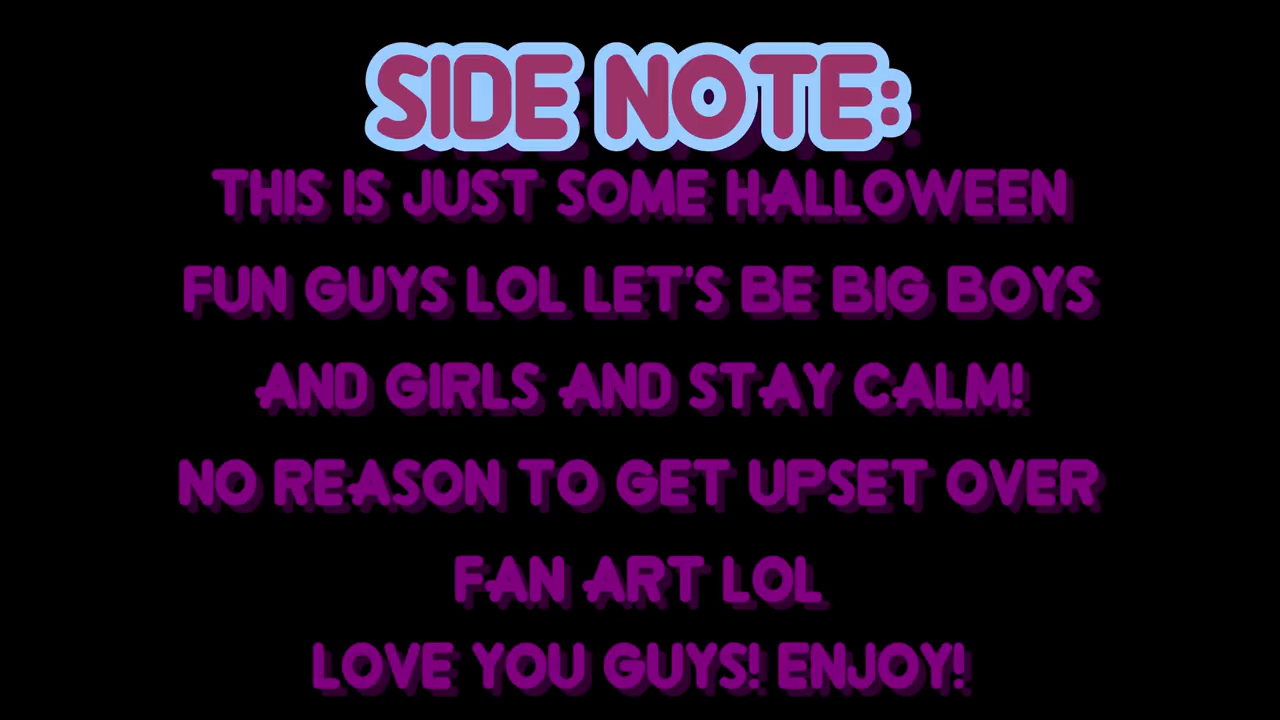 SIDE NOTE:
THIS IS JUST SOME HALLOWEEN
FUN GUYS LOL LET'S BE BIG BOYS
AND GIRLS AND STAY CALM!
NO REASON TO GET UPSET OVER
FAN ART LOL
LOVE YOU GUYS! ENJOY!